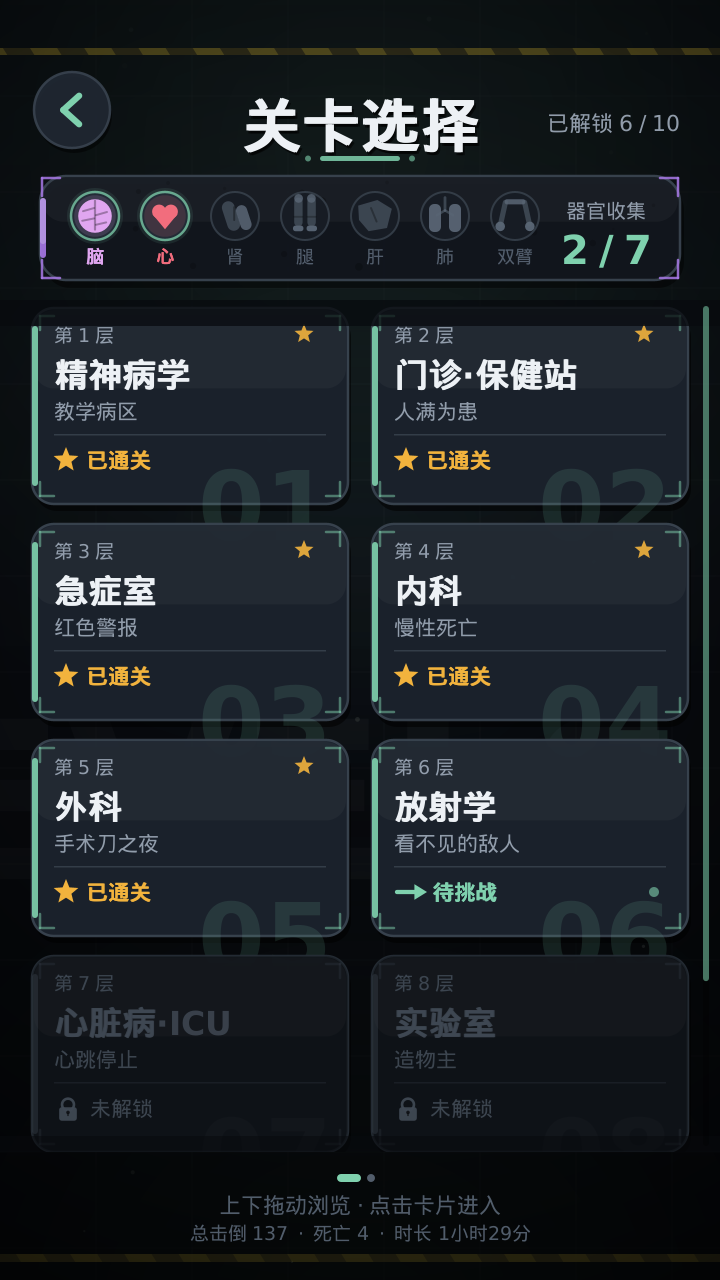 关卡选择
已解锁 6 / 10
脑 心 肾 腿 肝 肺 双臂
器官收集
2 / 7
第 1 层
精神病学
教学病区
已通关
01
第 2 层
门诊·保健站
人满为患
已通关
02
第 3 层
急症室
红色警报
已通关
03
第 4 层
内科
慢性死亡
已通关
04
第 5 层
外科
手术刀之夜
已通关
05
第 6 层
放射学
看不见的敌人
待挑战
06
第 7 层
心脏病·ICU
心跳停止
未解锁
07
第 8 层
实验室
造物主
未解锁
08
上下拖动浏览 · 点击卡片进入
总击倒 137 · 死亡 4 · 时长 1小时29分